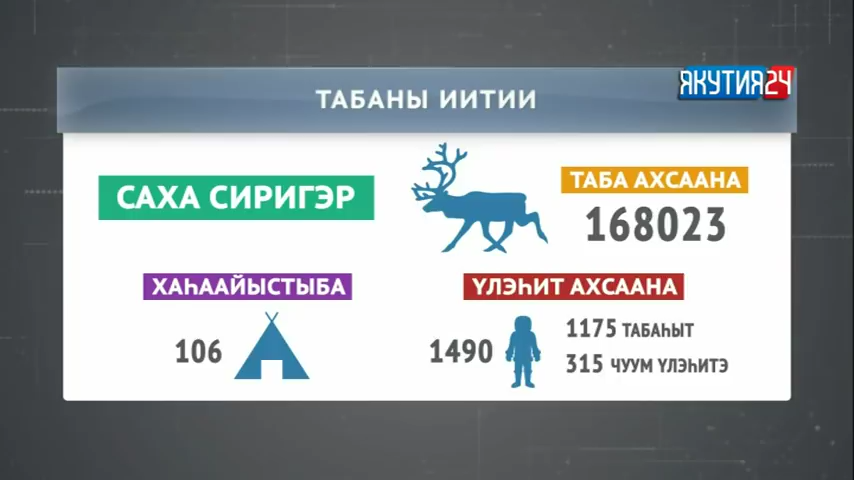 ЯКУТИЯ24
ТАБАНЫ ИИТИИ
САХА СИРИГЭР
ТАБА АХСААНА
168023
ХАҺААЙЫСТЫБА
106
ҮЛЭҺИТ АХСААНА
1490
1175 ТАБАҺЫТ
315 ЧУУМ ҮЛЭҺИТЭ